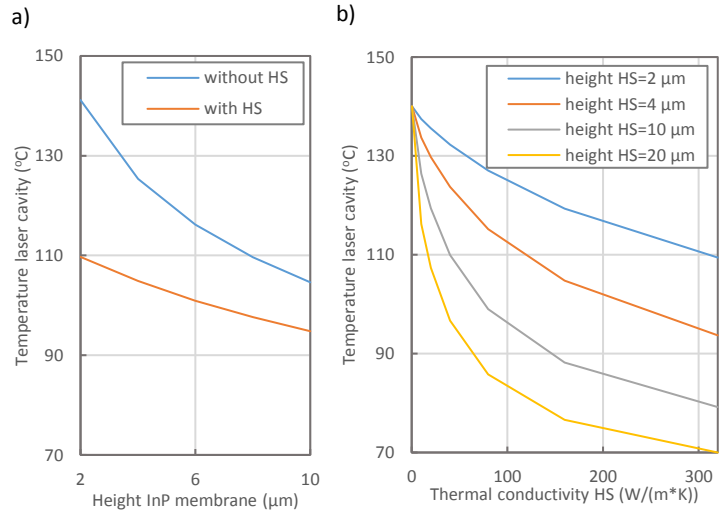 a)
150
130
110
90
70
2
6
10
Temperature laser cavity (°C)
Height InP membrane (μm)
without HS
with HS
b)
150
130
110
90
70
0
100
200
300
Temperature laser cavity (°C)
Thermal conductivity HS (W/(m*K))
height HS=2 μm
height HS=4 μm
height HS=10 μm
height HS=20 μm